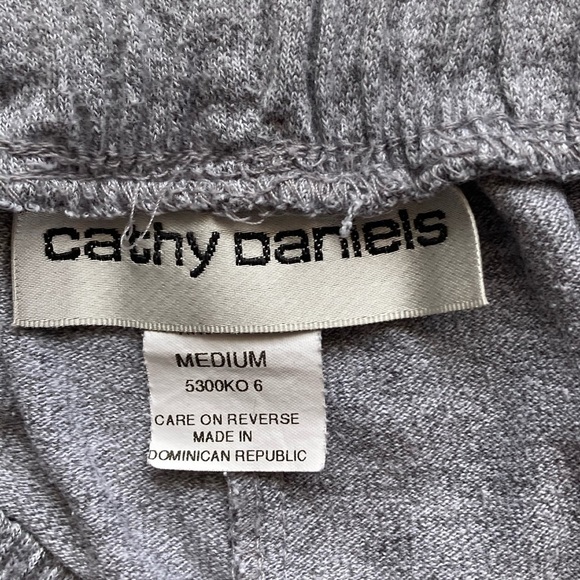 cathy Daniels
MEDIUM
5300KO 6
CARE ON REVERSE
MADE IN
DOMINICAN REPUBLIC